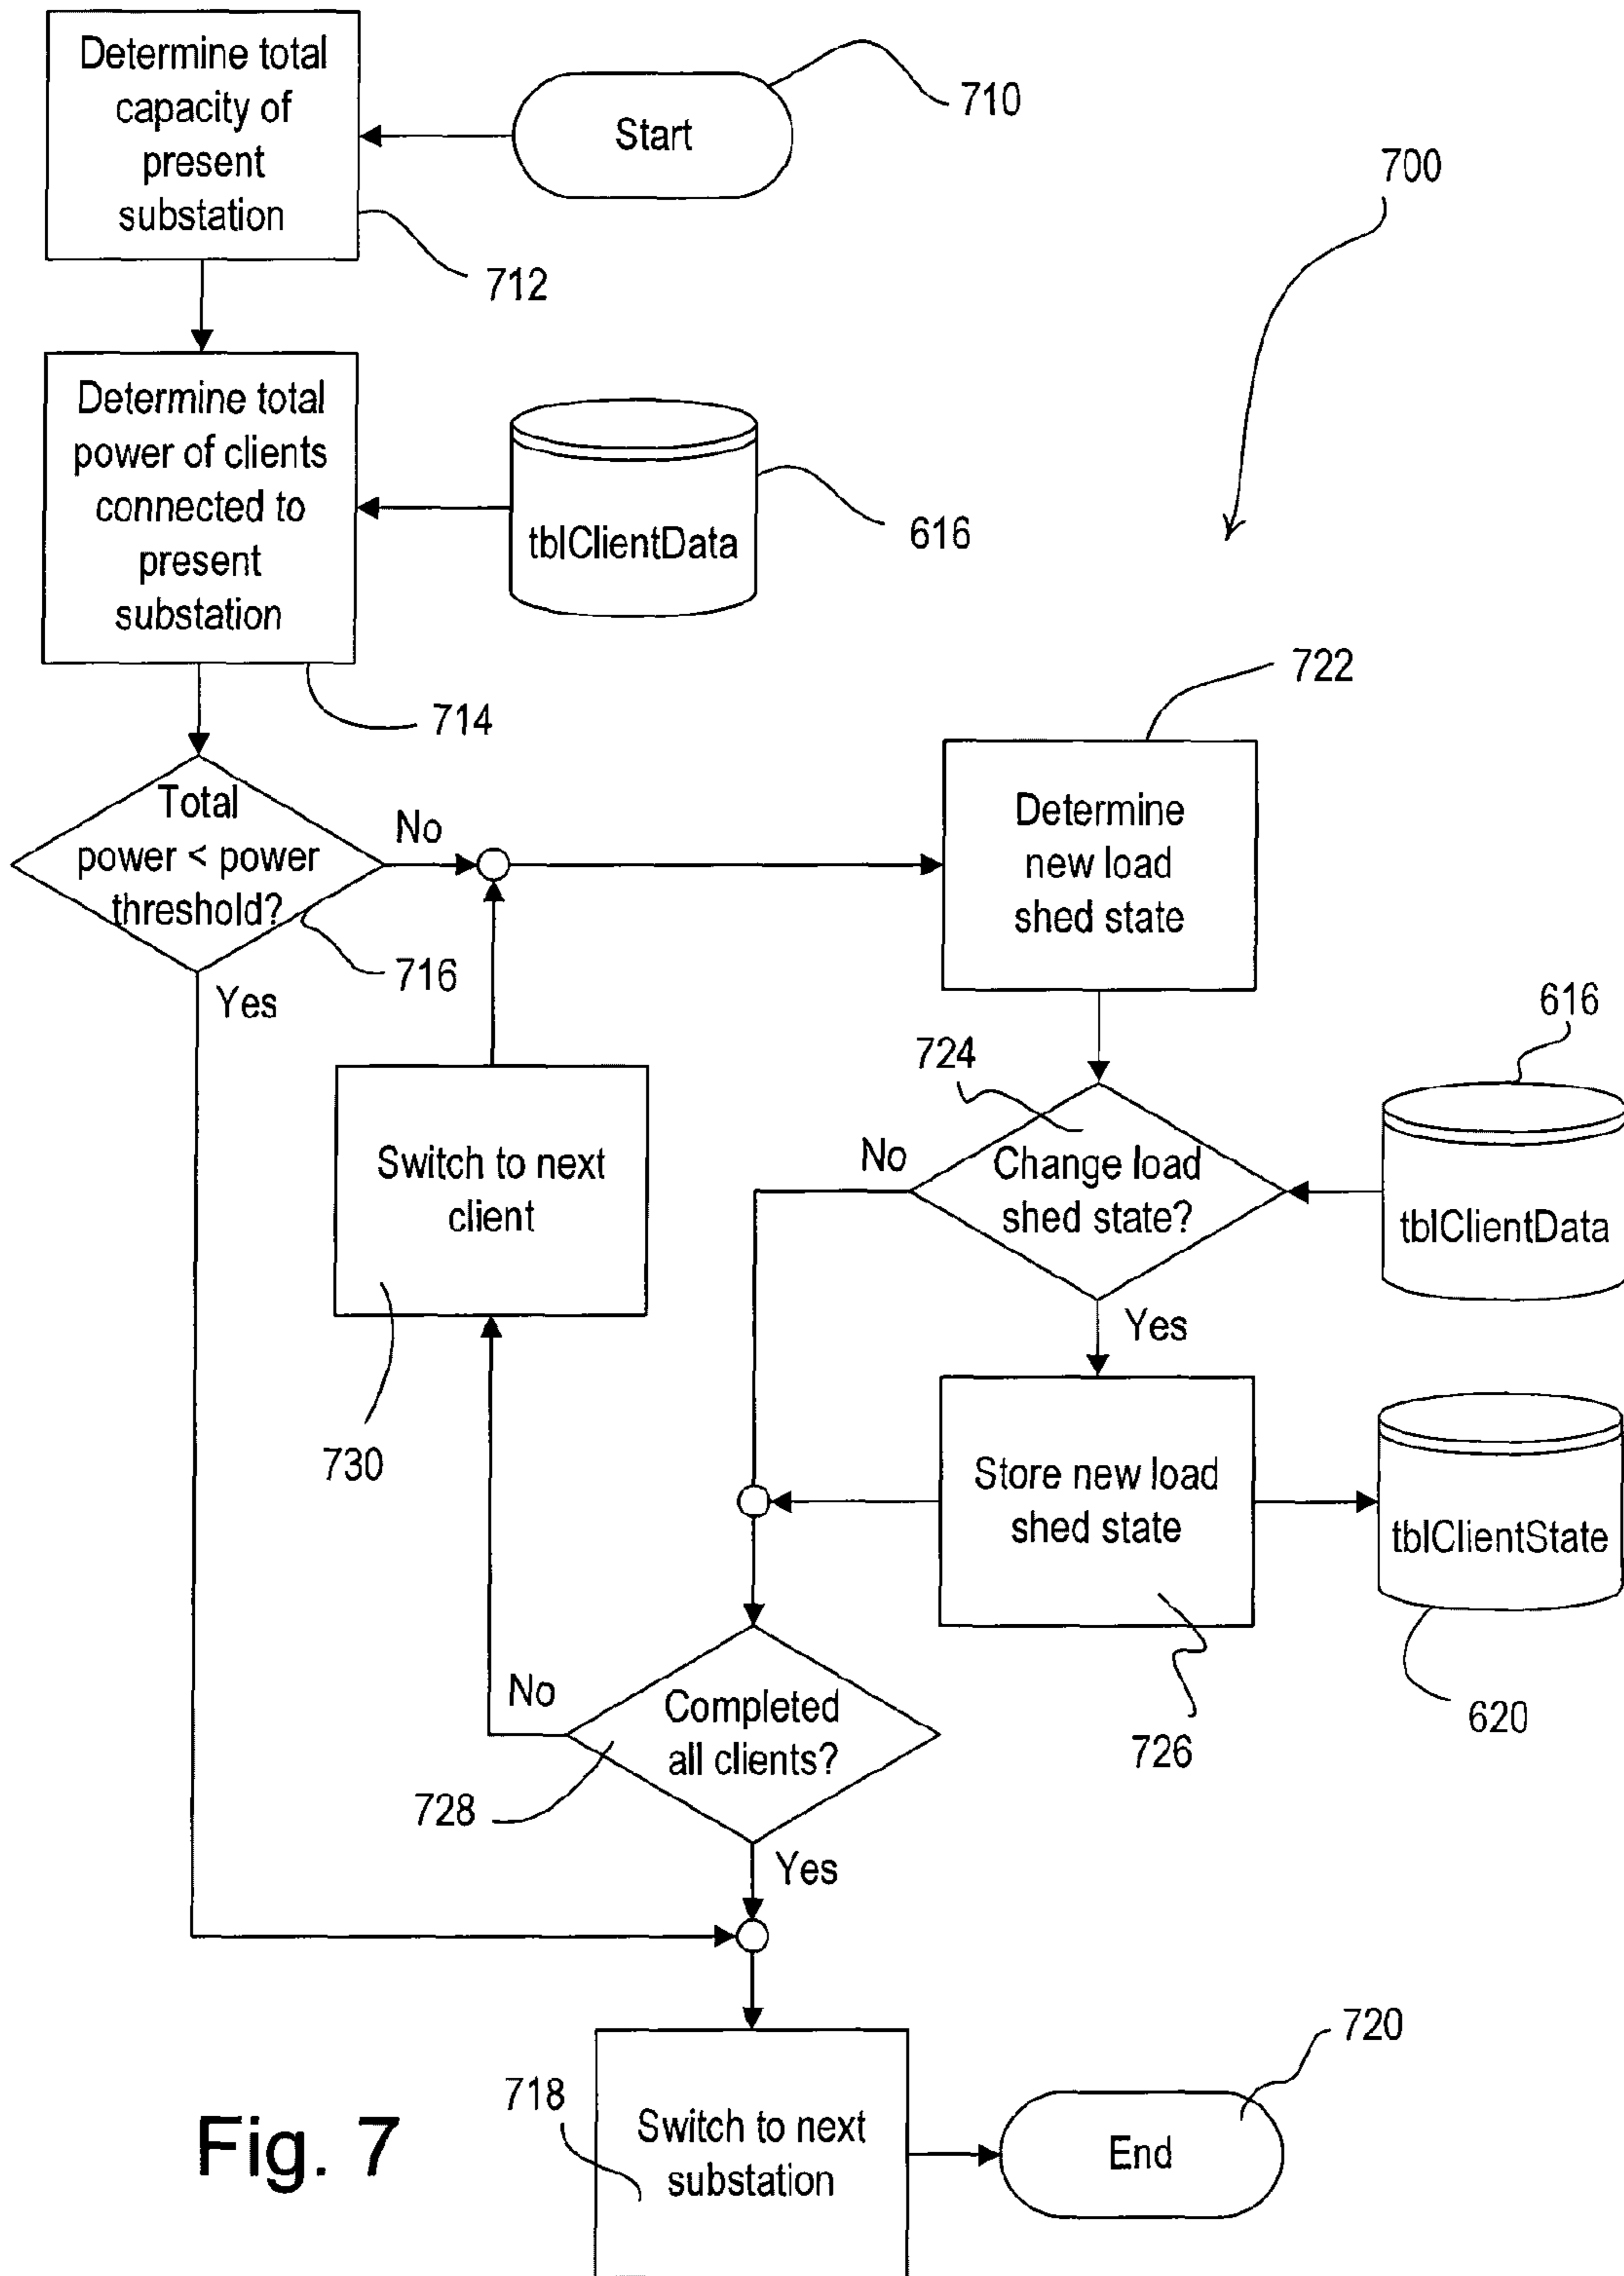 Determine total
capacity of
present
substation
Start
710
700
712
Determine total
power of clients
connected to
present
substation
tblClientData
616
714
722
Total
power < power
threshold?
No
716
Yes
Determine
new load
shed state
724
616
Switch to next
client
No
Change load
shed state?
tblClientData
Yes
730
Store new load
shed state
tblClientState
No
Completed
all clients?
726
620
728
Yes
720
718
Switch to next
substation
End
Fig. 7